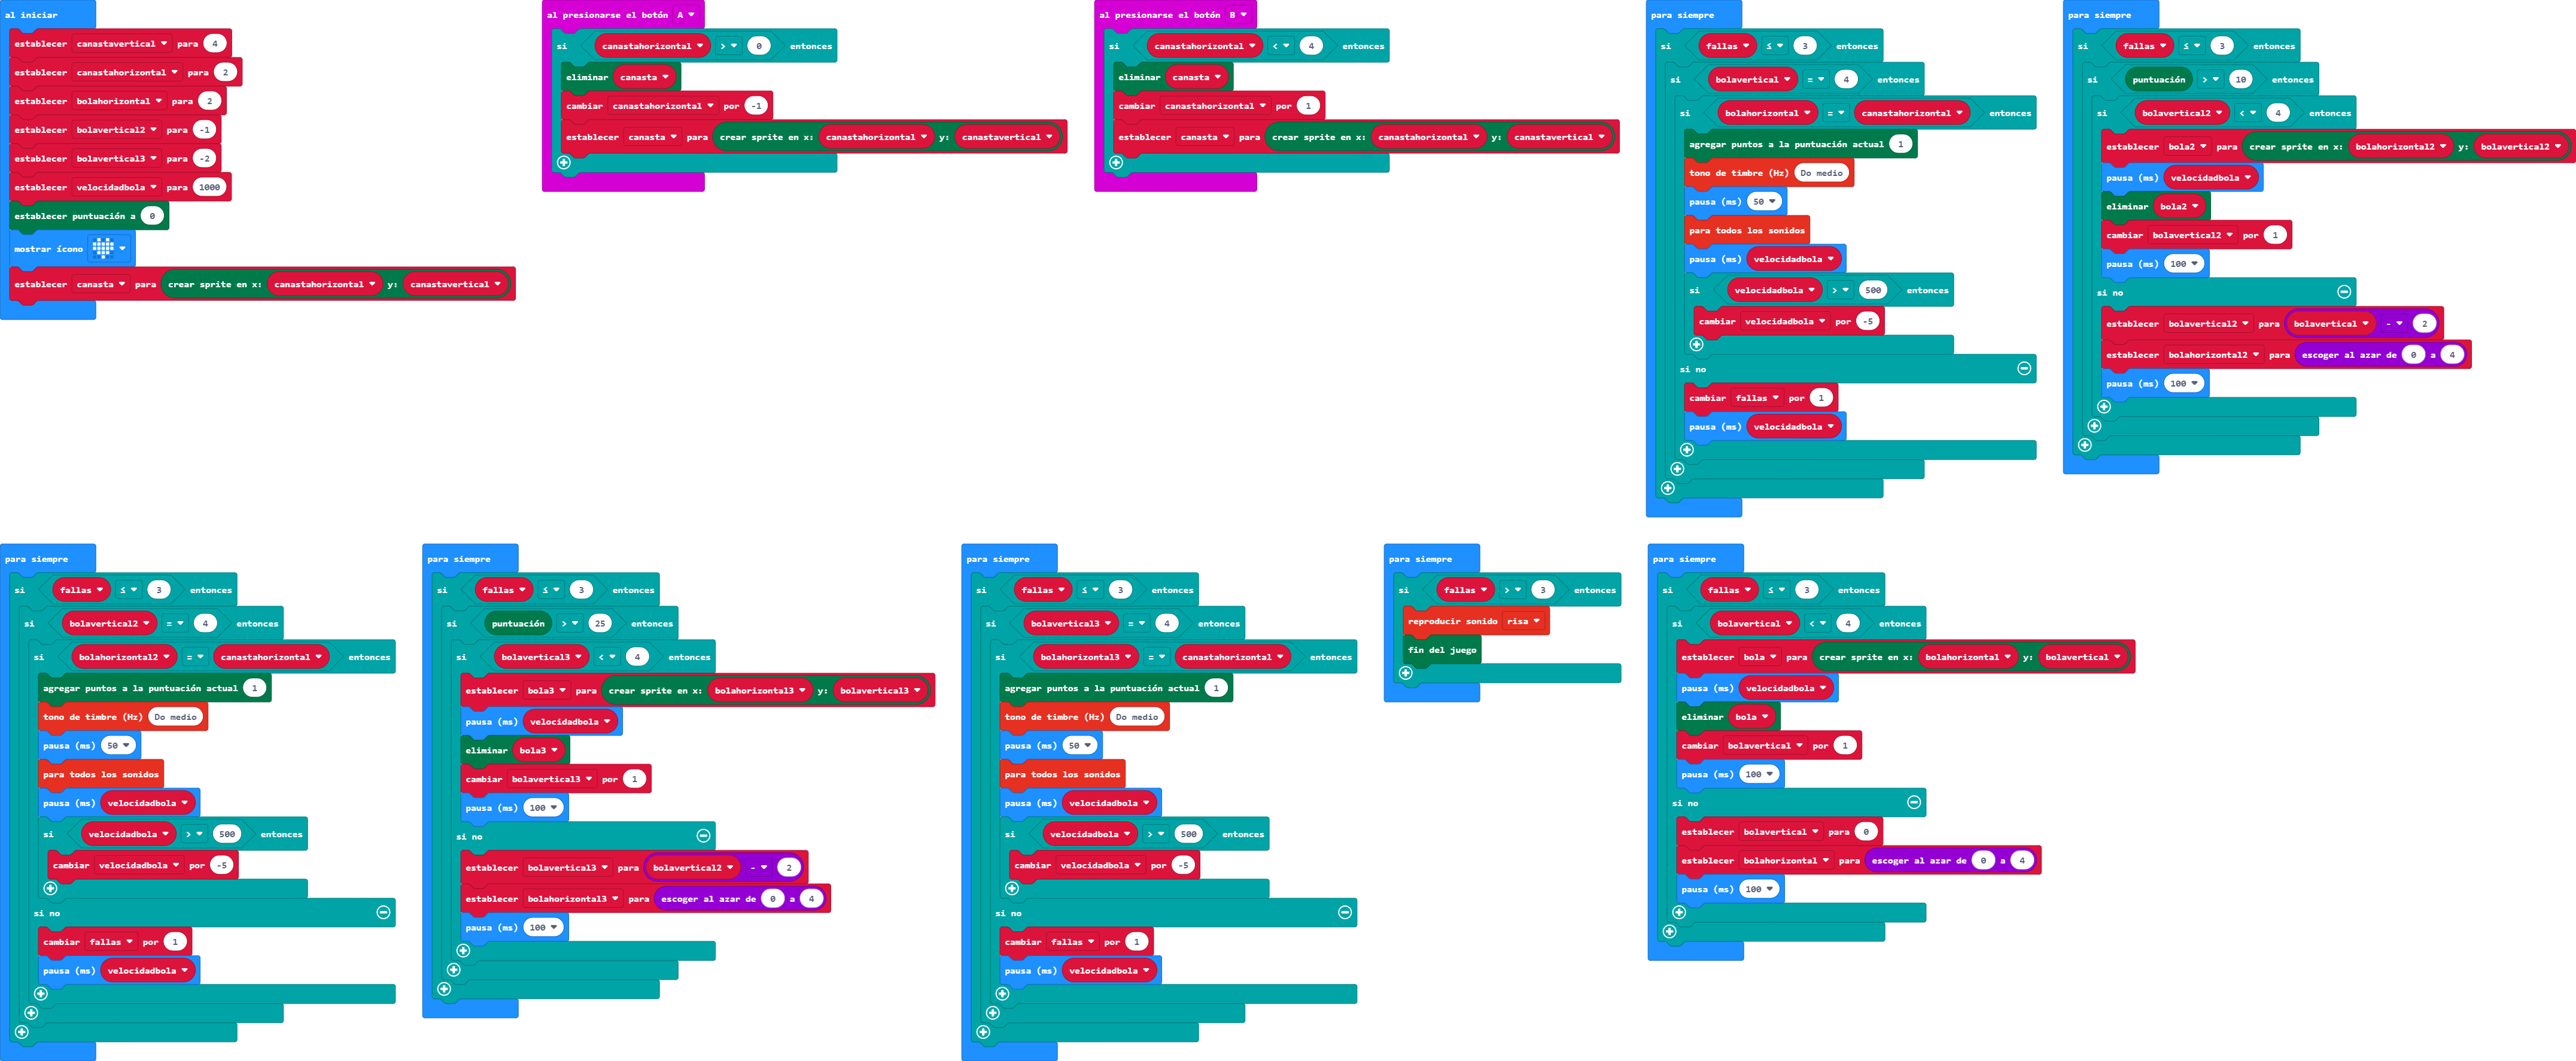 al iniciar
establecer canastavertical para 4
establecer canastahorizontal para 2
establecer bolahorizontal para 2
establecer bolavertical2 para -1
establecer bolavertical3 para -2
establecer velocidadbola para 1000
establecer puntuación a 0
mostrar ícono
establecer canasta para crear sprite en x: canastahorizontal y: canastavertical
al presionarse el botón A
si canastahorizontal > 0 entonces
eliminar canasta
cambiar canastahorizontal por -1
establecer canasta para crear sprite en x: canastahorizontal y: canastavertical
al presionarse el botón B
si canastahorizontal < 4 entonces
eliminar canasta
cambiar canastahorizontal por 1
establecer canasta para crear sprite en x: canastahorizontal y: canastavertical
para siempre
si fallas ≤ 3 entonces
si bolavertical = 4 entonces
si bolahorizontal = canastahorizontal entonces
agregar puntos a la puntuación actual 1
tono de timbre (Hz) Do medio
pausa (ms) 50
para todos los sonidos
pausa (ms) velocidadbola
si velocidadbola > 500 entonces
cambiar velocidadbola por -5
si no
cambiar fallas por 1
pausa (ms) velocidadbola
para siempre
si fallas ≤ 3 entonces
si puntuación > 10 entonces
si bolavertical2 < 4 entonces
establecer bola2 para crear sprite en x: bolahorizontal2 y: bolavertical2
pausa (ms) velocidadbola
eliminar bola2
cambiar bolavertical2 por 1
pausa (ms) 100
si no
establecer bolavertical2 para bolavertical - 2
establecer bolahorizontal2 para escoger al azar de 0 a 4
pausa (ms) 100
para siempre
si fallas ≤ 3 entonces
si bolavertical2 = 4 entonces
si bolahorizontal2 = canastahorizontal entonces
agregar puntos a la puntuación actual 1
tono de timbre (Hz) Do medio
pausa (ms) 50
para todos los sonidos
pausa (ms) velocidadbola
si velocidadbola > 500 entonces
cambiar velocidadbola por -5
si no
cambiar fallas por 1
pausa (ms) velocidadbola
para siempre
si fallas ≤ 3 entonces
si puntuación > 25 entonces
si bolavertical3 < 4 entonces
establecer bola3 para crear sprite en x: bolahorizontal3 y: bolavertical3
pausa (ms) velocidadbola
eliminar bola3
cambiar bolavertical3 por 1
pausa (ms) 100
si no
establecer bolavertical3 para bolavertical2 - 2
establecer bolahorizontal3 para escoger al azar de 0 a 4
pausa (ms) 100
para siempre
si fallas ≤ 3 entonces
si bolavertical3 = 4 entonces
si bolahorizontal3 = canastahorizontal entonces
agregar puntos a la puntuación actual 1
tono de timbre (Hz) Do medio
pausa (ms) 50
para todos los sonidos
pausa (ms) velocidadbola
si velocidadbola > 500 entonces
cambiar velocidadbola por -5
si no
cambiar fallas por 1
pausa (ms) velocidadbola
para siempre
si fallas > 3 entonces
reproducir sonido risa
fin del juego
para siempre
si fallas ≤ 3 entonces
si bolavertical < 4 entonces
establecer bola para crear sprite en x: bolahorizontal y: bolavertical
pausa (ms) velocidadbola
eliminar bola
cambiar bolavertical por 1
pausa (ms) 100
si no
establecer bolavertical para 0
establecer bolahorizontal para escoger al azar de 0 a 4
pausa (ms) 100